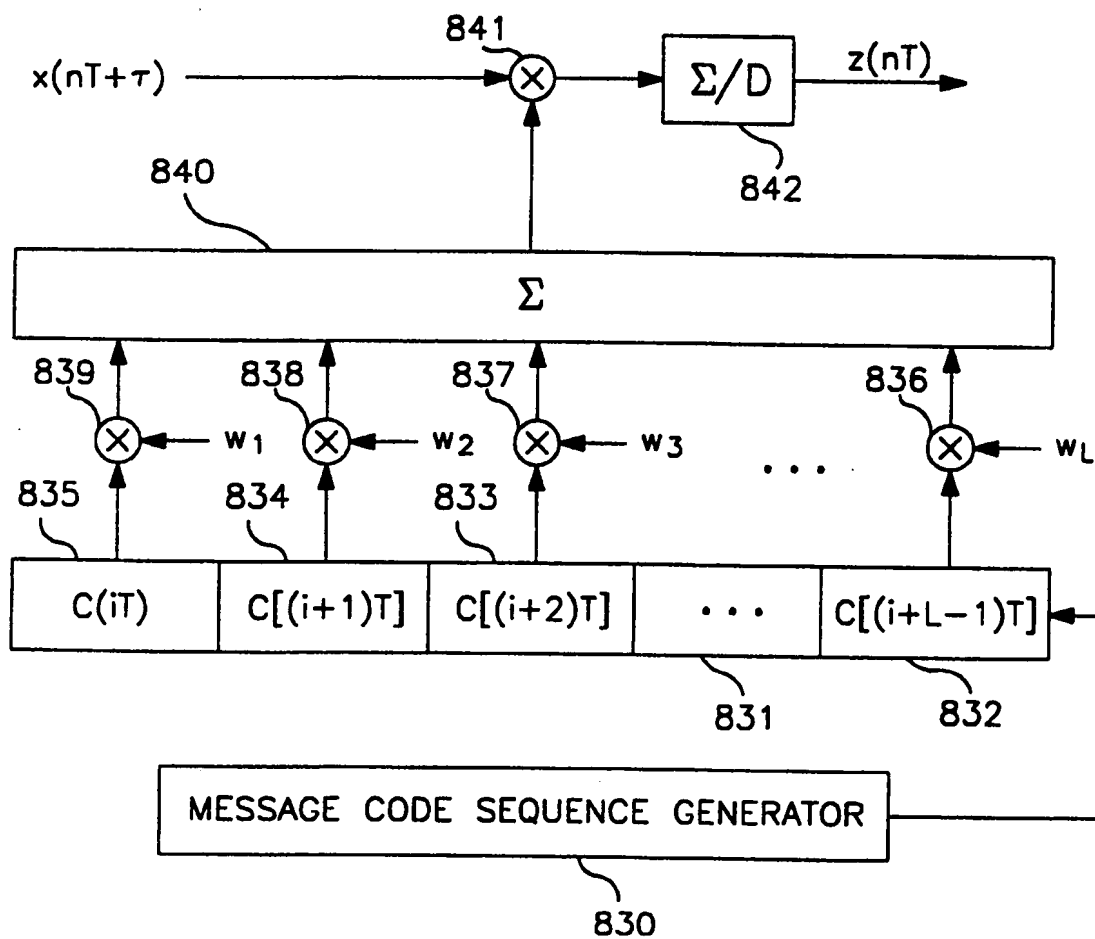 841
x(nT+τ)
Σ/D
z(nT)
842
840
Σ
839
838
837
836
w1
w2
w3
...
wL
835
834
833
C(iT)
C[(i+1)T]
C[(i+2)T]
...
C[(i+L-1)T]
831
832
MESSAGE CODE SEQUENCE GENERATOR
830